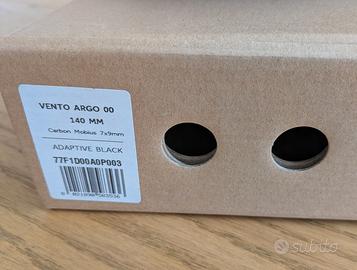 VENTO ARGO 00
140 MM
Carbon Mobius 7x9mm
ADAPTIVE BLACK
77F1D00A0P003
subito